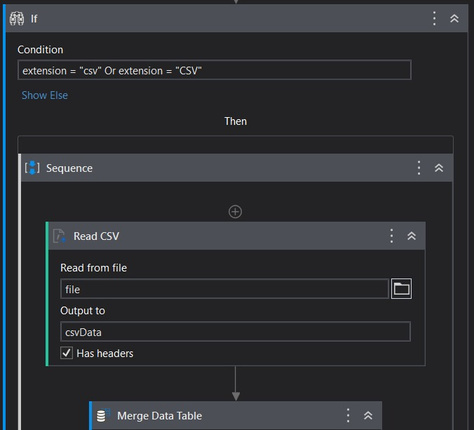 If
Condition
extension = "csv" Or extension = "CSV"
Show Else
Then
Sequence
Read CSV
Read from file
file
Output to
csvData
Has headers
Merge Data Table